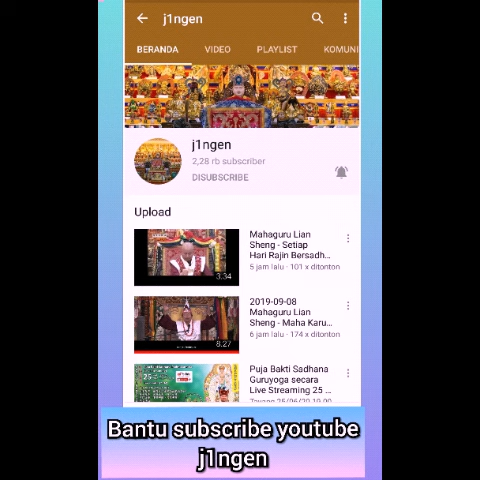 j1ngen
BERANDA VIDEO PLAYLIST KOMUNI
j1ngen
2,28 rb subscriber
DISUBSCRIBE
Upload
Mahaguru Lian
Sheng - Setiap
Hari Rajin Bersadh...
5 jam lalu · 101 x ditonton
3.34
2019-09-08
Mahaguru Lian
Sheng - Maha Karu...
6 jam lalu · 174 x ditonton
8.27
Puja Bakti Sadhana
Guruyoga secara
Live Streaming 25 ...
25
Bantu subscribe youtube
j1ngen